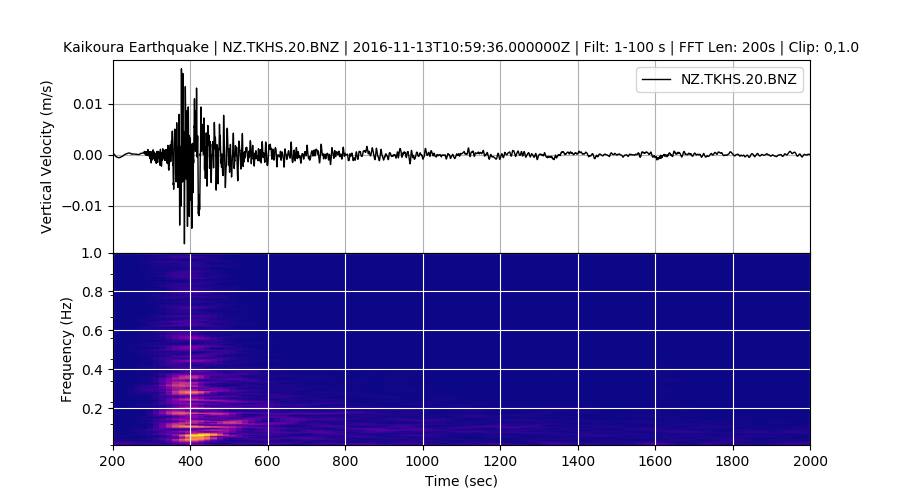 Kaikoura Earthquake | NZ.TKHS.20.BNZ | 2016-11-13T10:59:36.000000Z | Filt: 1-100 s | FFT Len: 200s | Clip: 0,1.0
NZ.TKHS.20.BNZ
Vertical Velocity (m/s)
0.01
0.00
−0.01
Frequency (Hz)
1.0
0.8
0.6
0.4
0.2
200 400 600 800 1000 1200 1400 1600 1800 2000
Time (sec)